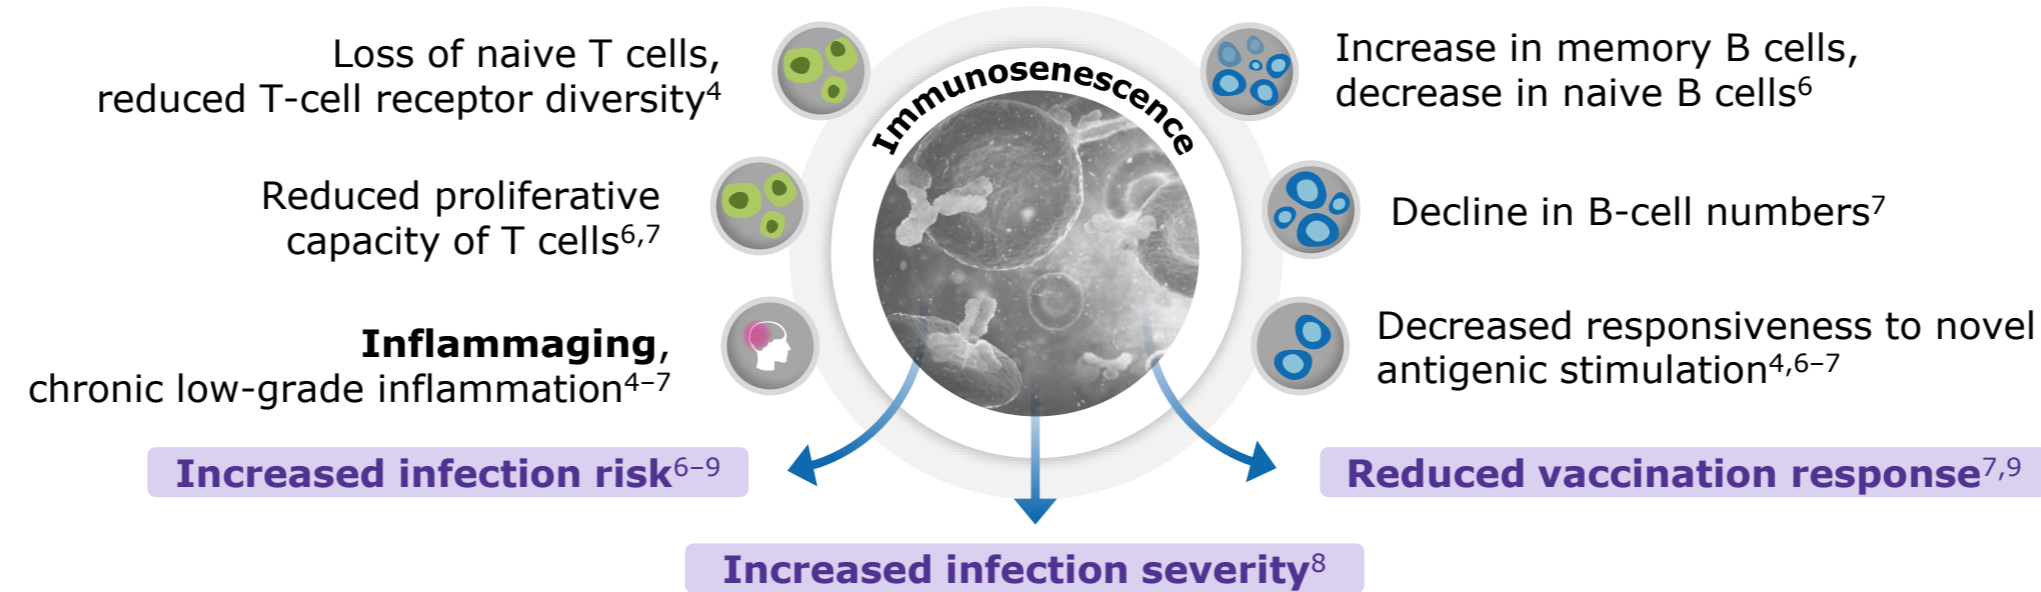 Immunosenescence
Loss of naive T cells,
reduced T-cell receptor diversity⁴
Reduced proliferative
capacity of T cells⁶,⁷
Inflammaging,
chronic low-grade inflammation⁴–⁷
Increase in memory B cells,
decrease in naive B cells⁶
Decline in B-cell numbers⁷
Decreased responsiveness to novel
antigenic stimulation⁴,⁶–⁷
Increased infection risk⁶–⁹
Increased infection severity⁸
Reduced vaccination response⁷,⁹